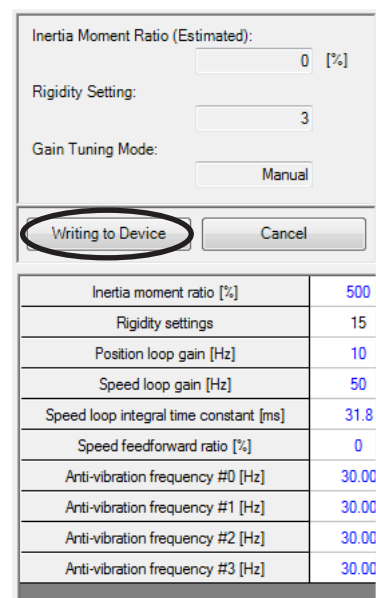 Inertia Moment Ratio (Estimated):
0 [%]
Rigidity Setting:
3
Gain Tuning Mode:
Manual
Writing to Device Cancel
Inertia moment ratio [%] 500
Rigidity settings 15
Position loop gain [Hz] 10
Speed loop gain [Hz] 50
Speed loop integral time constant [ms] 31.8
Speed feedforward ratio [%] 0
Anti-vibration frequency #0 [Hz] 30.00
Anti-vibration frequency #1 [Hz] 30.00
Anti-vibration frequency #2 [Hz] 30.00
Anti-vibration frequency #3 [Hz] 30.00